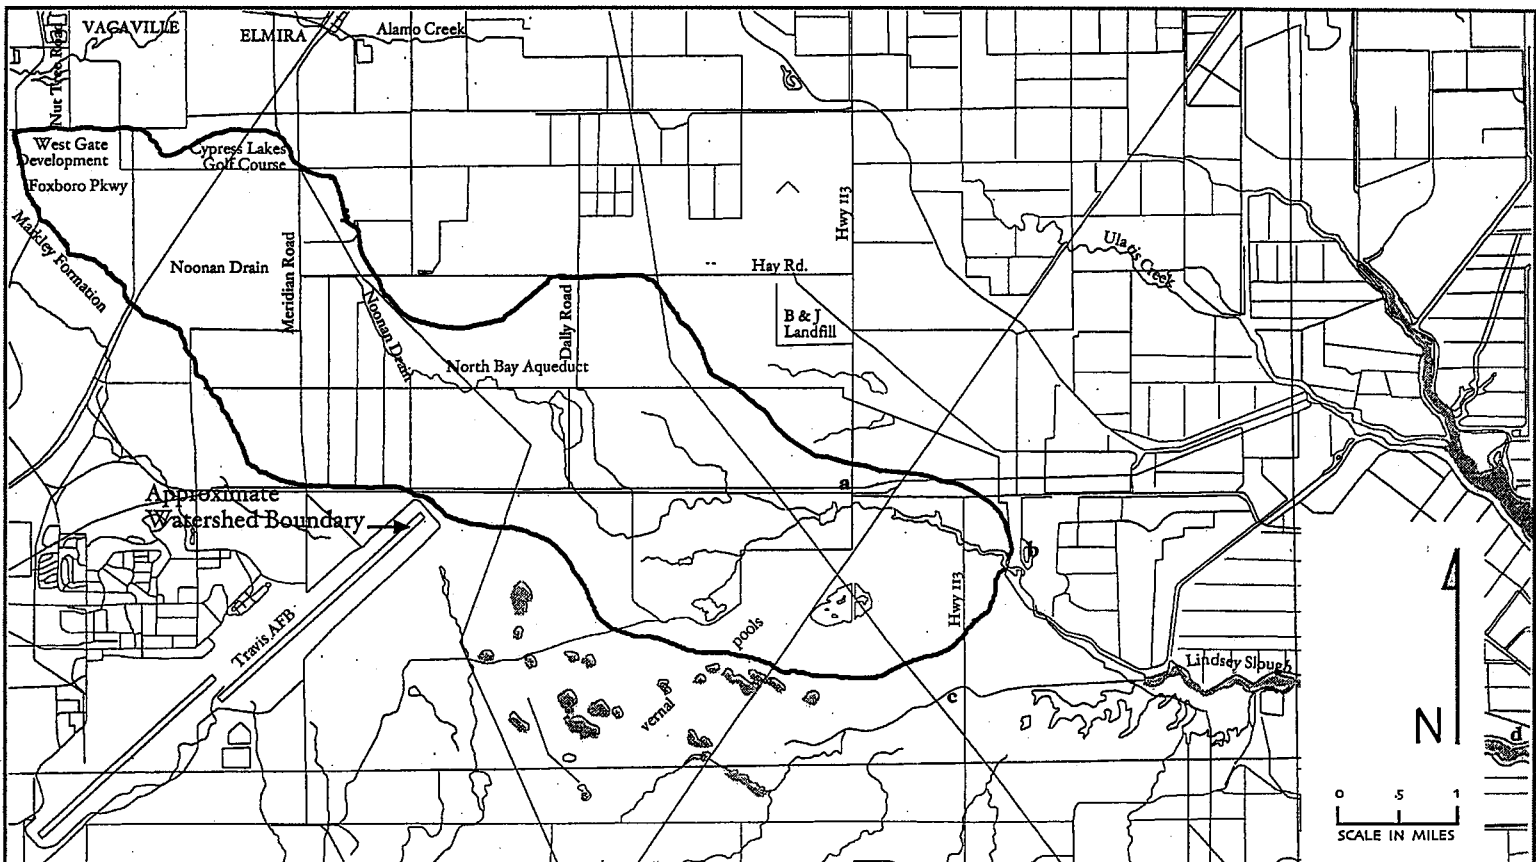 VACAVILLE
ELMIRA
Alamo Creek
Nut Tree Road
West Gate
Development
Cypress Lakes
Golf Course
Foxboro Pkwy
Markley Formation
Noonan Drain
Meridian Road
Noonan Drain
Dally Road
North Bay Aqueduct
Hay Rd.
B & J
Landfill
Hwy 113
Ulatis Creek
a
Approximate
Watershed Boundary
b
Hwy 113
Travis AFB
pools
vernal
c
Lindsey Slough
d
N
0 .5 1
SCALE IN MILES